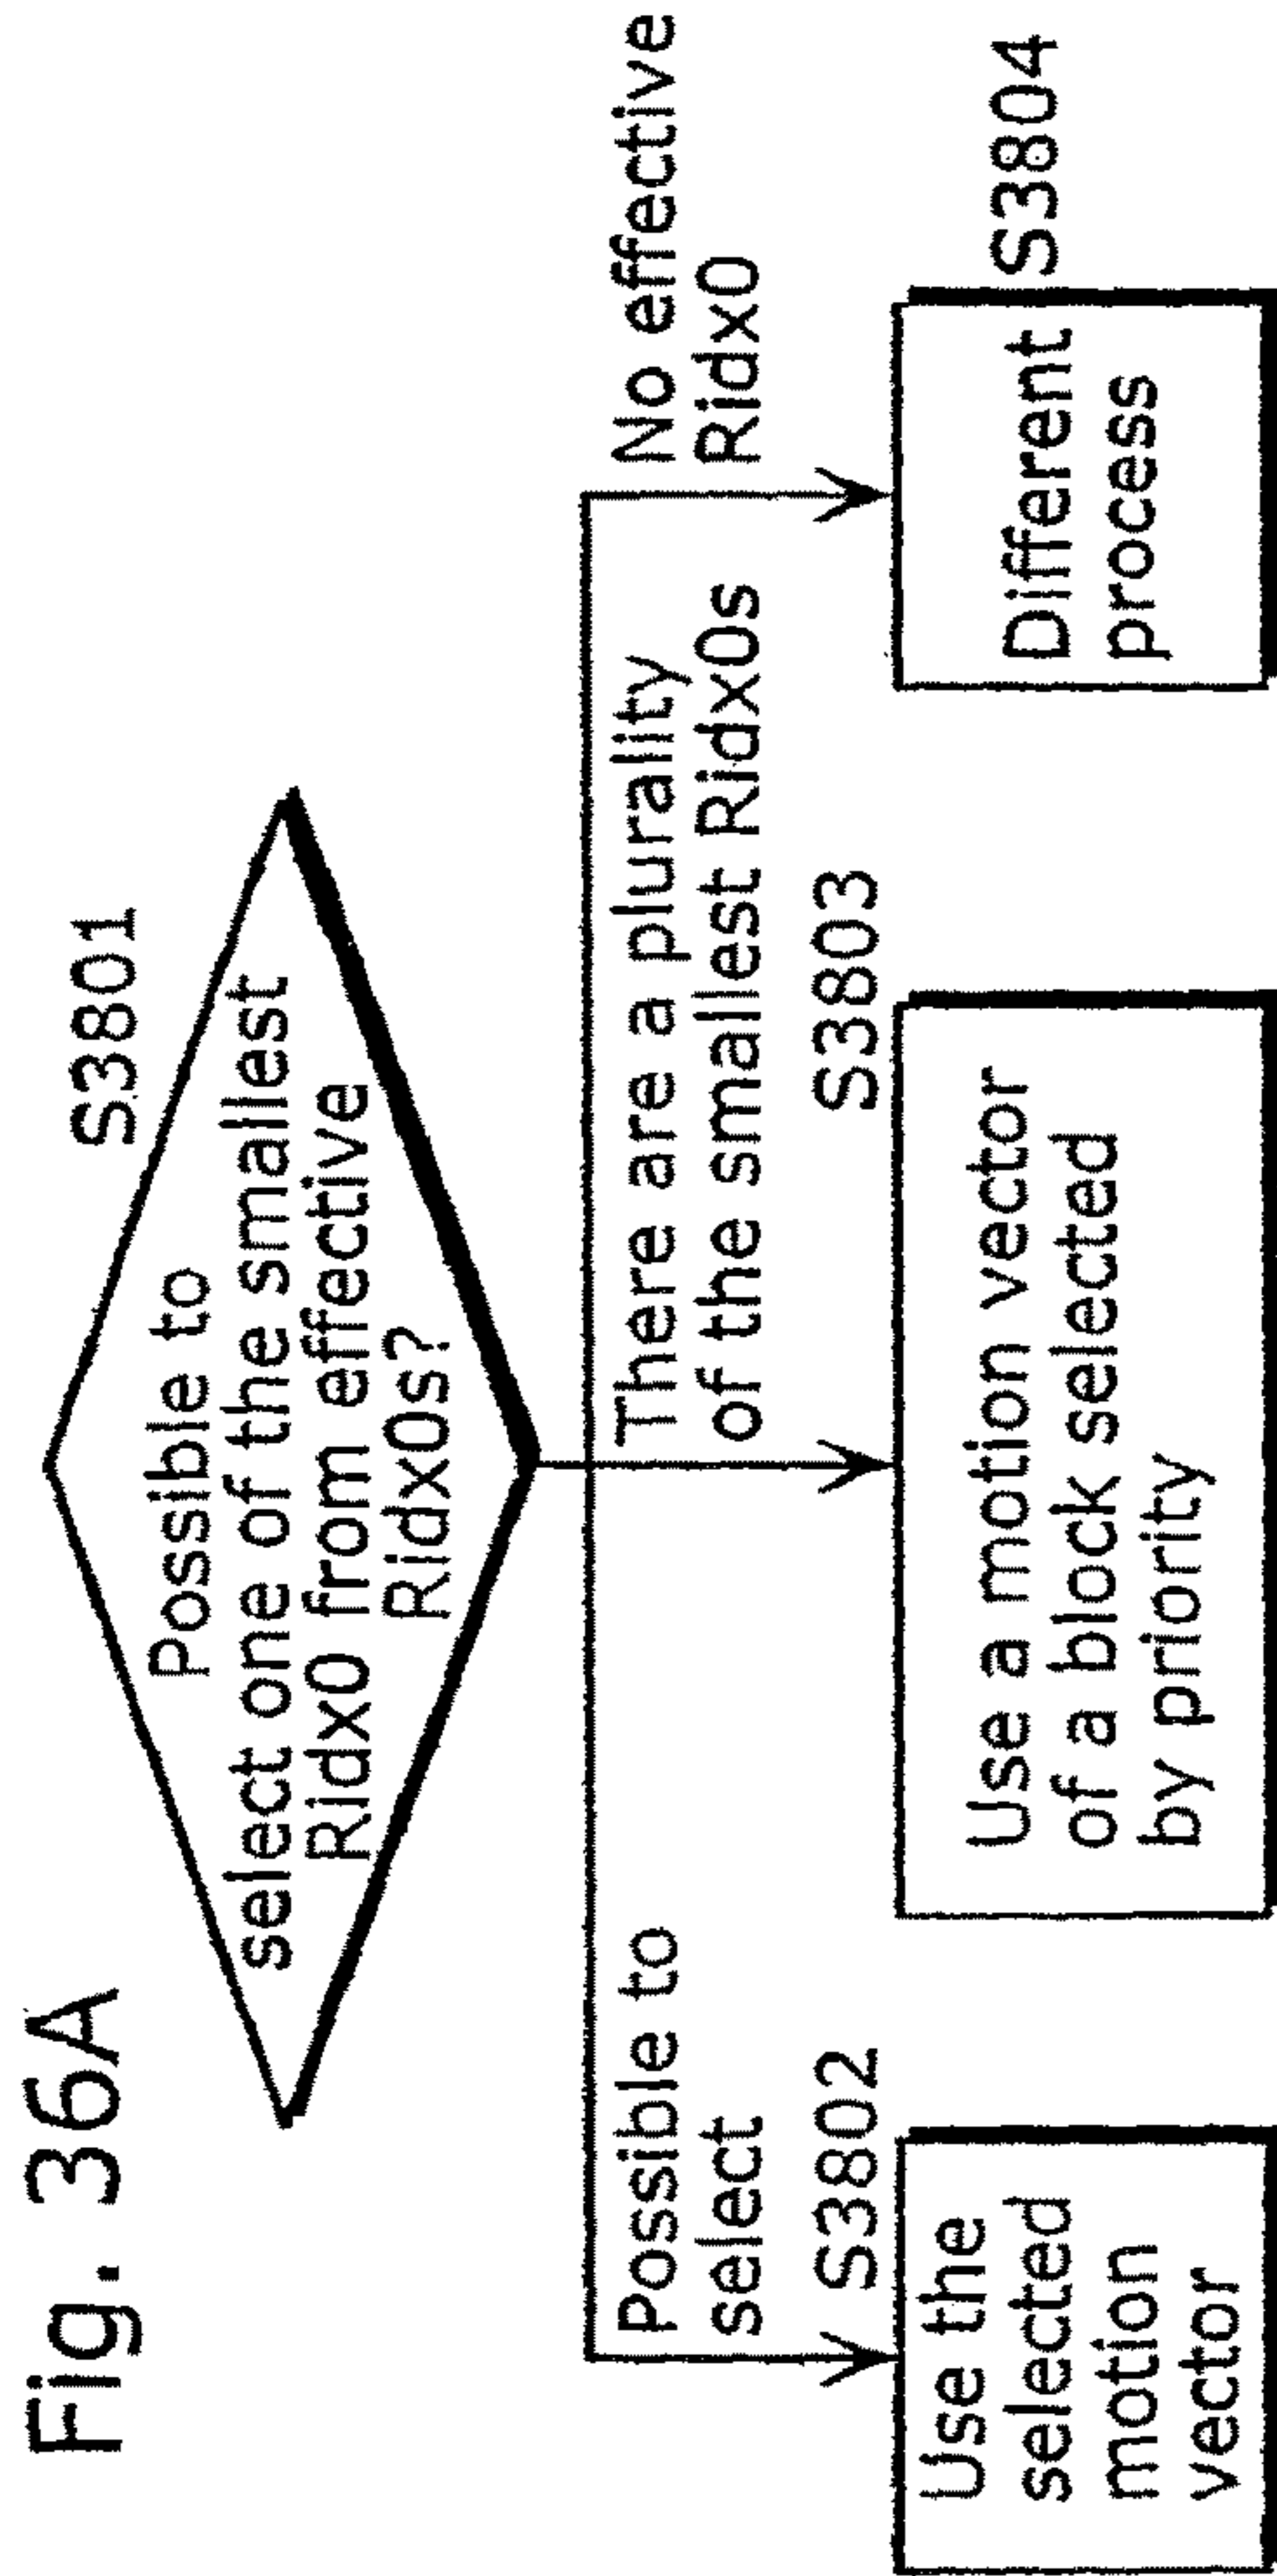 Fig. 36A
S3801
Possible to
select one of the smallest
Ridx0 from effective
Ridx0s?
Possible to
select
There are a plurality
of the smallest Ridx0s
No effective
Ridx0
S3802
Use the
selected
motion
vector
S3803
Use a motion vector
of a block selected
by priority
S3804
Different
process